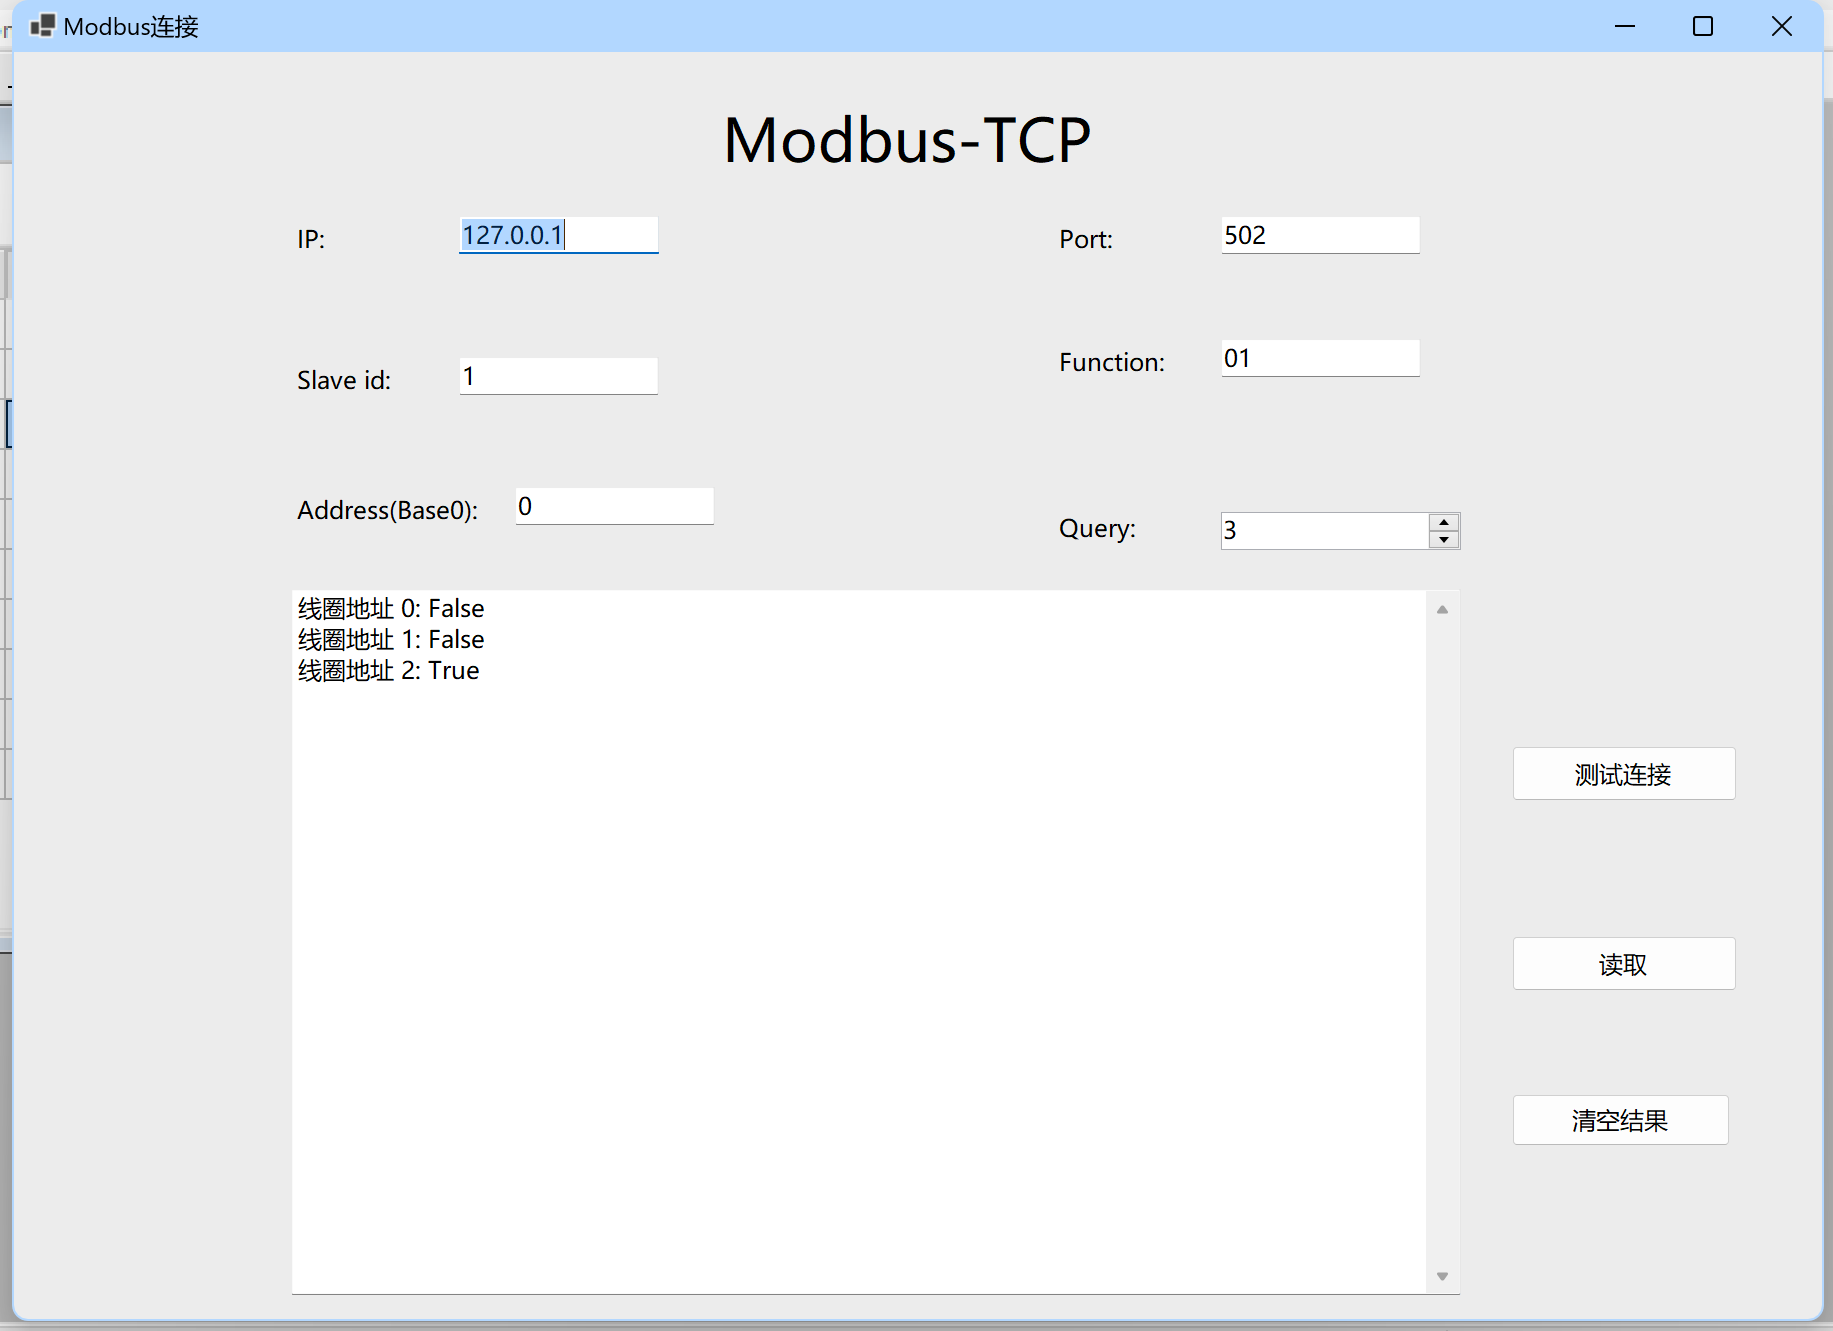 Modbus连接
Modbus-TCP
IP: 127.0.0.1
Port: 502
Slave id: 1
Function: 01
Address(Base0): 0
Query: 3
线圈地址 0: False
线圈地址 1: False
线圈地址 2: True
测试连接
读取
清空结果